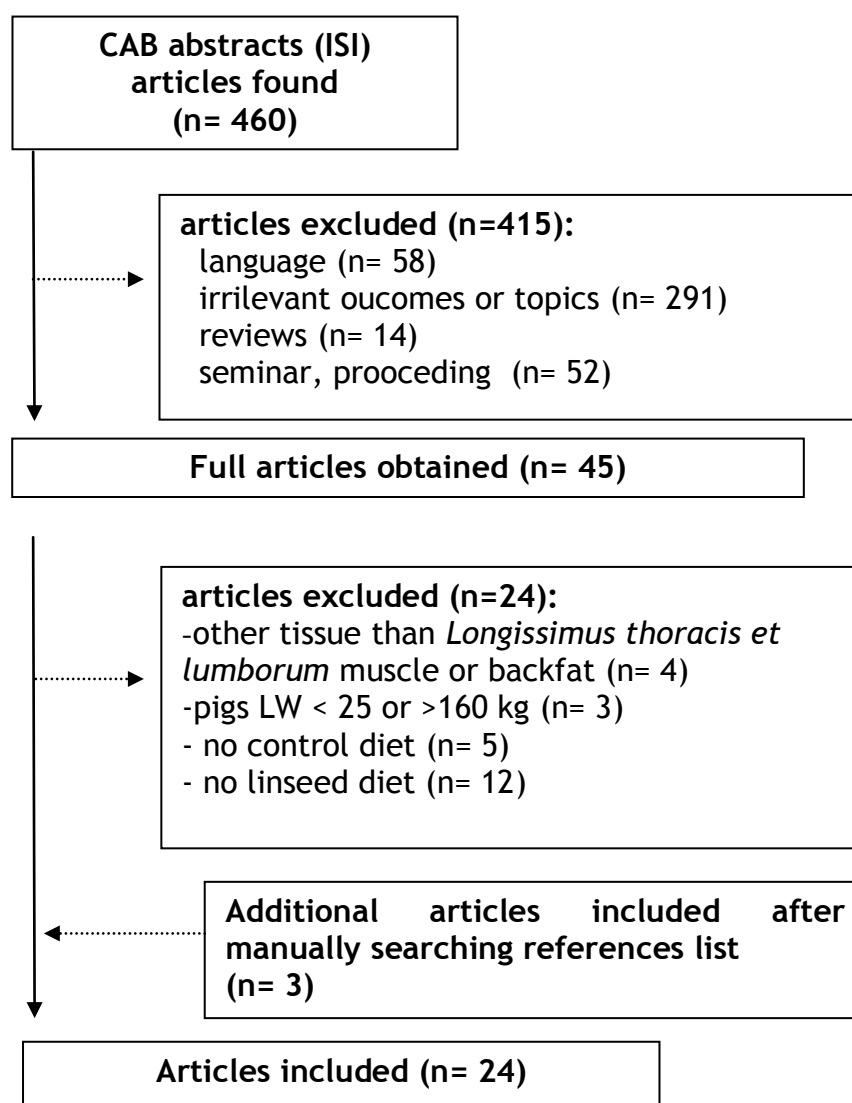 CAB abstracts (ISI)
articles found
(n= 460)
articles excluded (n=415):
language (n= 58)
irrilevant oucomes or topics (n= 291)
reviews (n= 14)
seminar, prooceding (n= 52)
Full articles obtained (n= 45)
articles excluded (n=24):
-other tissue than Longissimus thoracis et
lumborum muscle or backfat (n= 4)
-pigs LW < 25 or >160 kg (n= 3)
- no control diet (n= 5)
- no linseed diet (n= 12)
Additional articles included after
manually searching references list
(n= 3)
Articles included (n= 24)